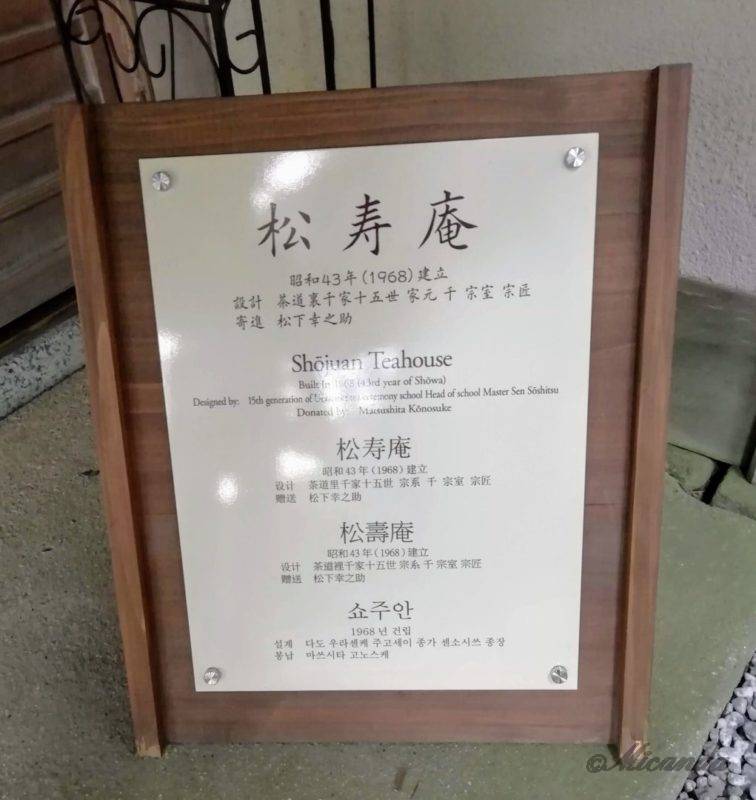 松寿庵
昭和43年(1968)建立
設計 茶道裏千家十五世 家元 千 宗室 宗匠
寄進 松下幸之助
Shōjuan Teahouse
Built In 1968 (43rd year of Shōwa)
Designed by: 15th generation of tea ceremony school Head of school Master Sen Sōshitsu
Donated by: Matsushita Kōnosuke
松寿庵
昭和43年(1968)建立
设计 茶道里千家十五世 宗系 千 宗室 宗匠
赠送 松下幸之助
松壽庵
昭和43年(1968)建立
设计 茶道裡千家十五世 宗系 千 宗室 宗匠
赠送 松下幸之助
쇼주안
1968년 건립
설계 다도 우라센케 주고세이 종가 센소시쓰 종장
봉납 마쓰시타 고노스케